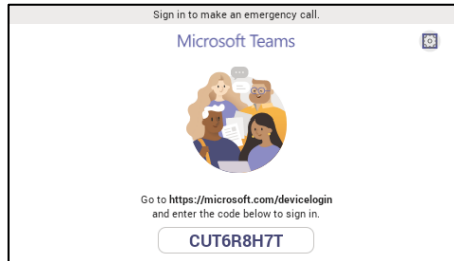 Sign in to make an emergency call.
Microsoft Teams
Go to https://microsoft.com/devicelogin
and enter the code below to sign in.
CUT6R8H7T